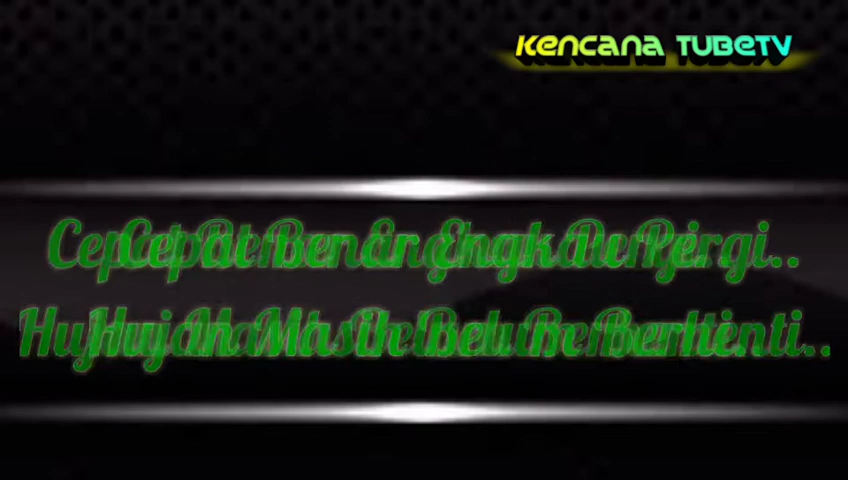 Kencana TubeTV
Cepat Benar Engkau Pergi..
Hujan Masih Belum Berhenti..